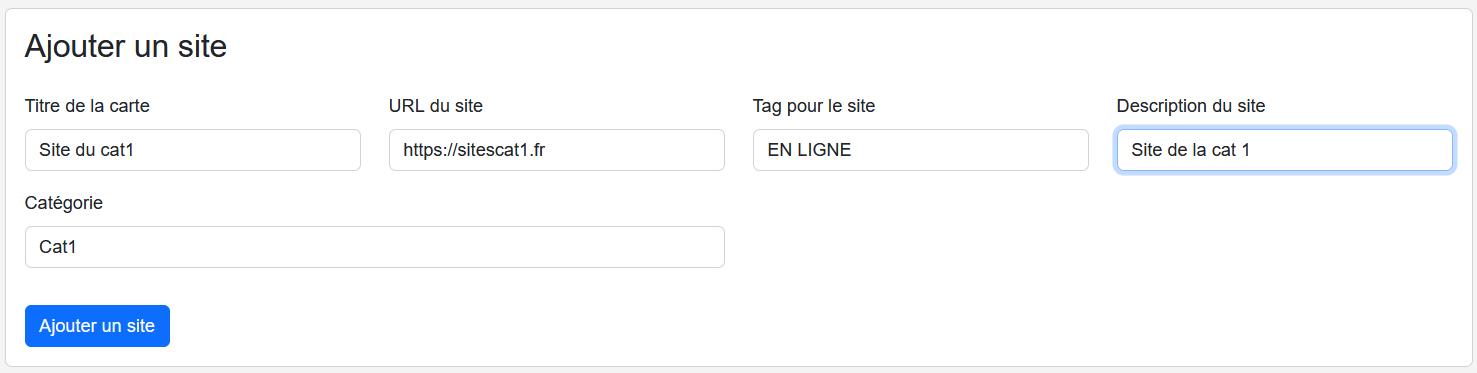 Ajouter un site
Titre de la carte
URL du site
Tag pour le site
Description du site
Site du cat1
https://sitescat1.fr
EN LIGNE
Site de la cat 1
Catégorie
Cat1
Ajouter un site